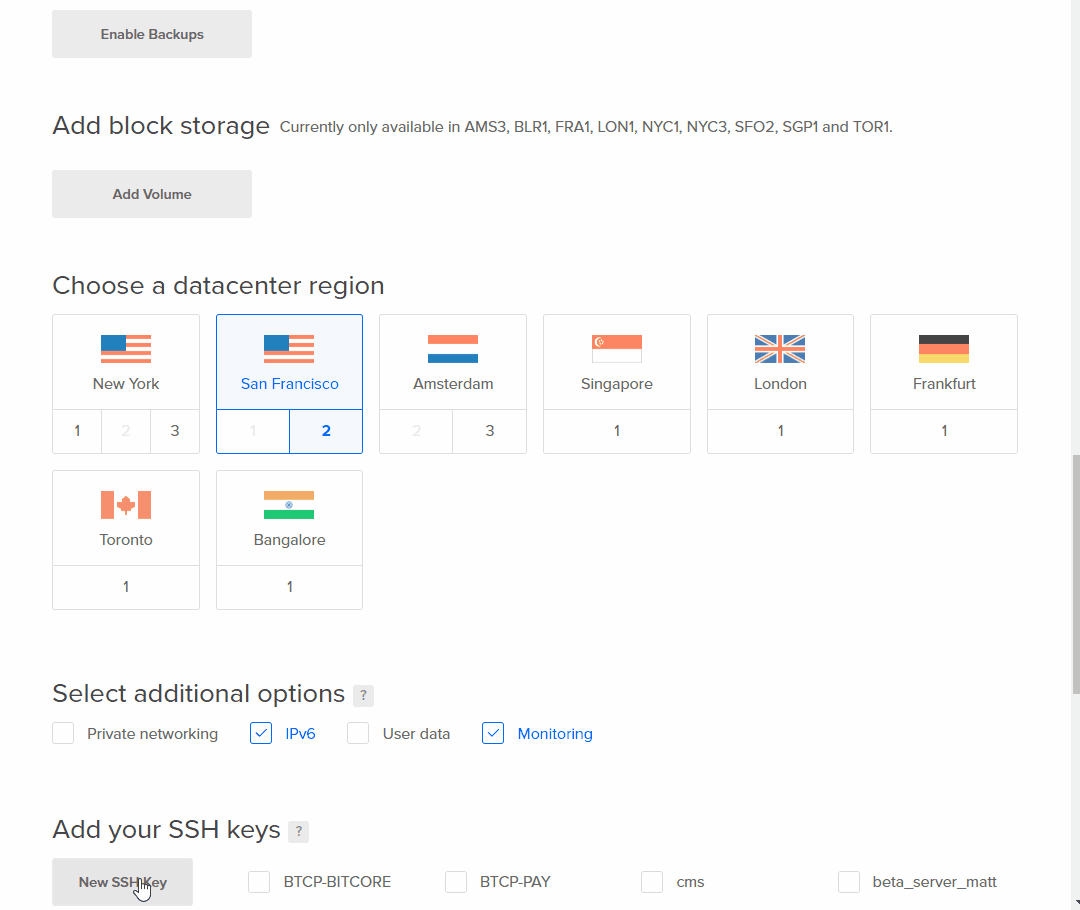 Enable Backups
Add block storage Currently only available in AMS3, BLR1, FRA1, LON1, NYC1, NYC3, SFO2, SGP1 and TOR1.
Add Volume
Choose a datacenter region
New York San Francisco Amsterdam Singapore London Frankfurt
1 2 3 1 2 2 3 1 1 1
Toronto Bangalore
1 1
Select additional options ?
Private networking IPv6 User data Monitoring
Add your SSH keys ?
New SSH Key BTCP-BITCORE BTCP-PAY cms beta_server_matt